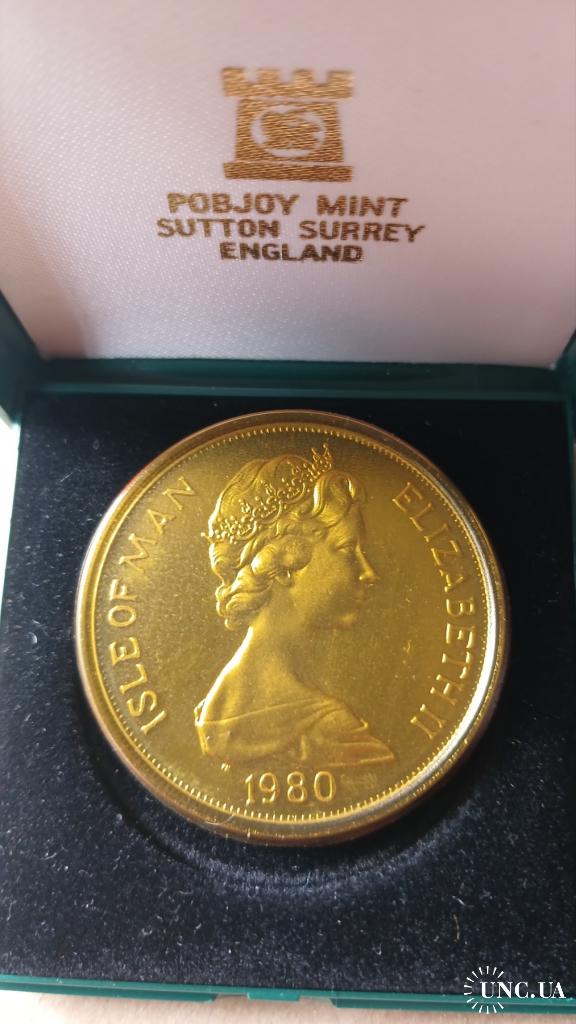 POBJOY MINT
SUTTON SURREY
ENGLAND
ISLE OF MAN
ELIZABETH II
1980
UNC.UA